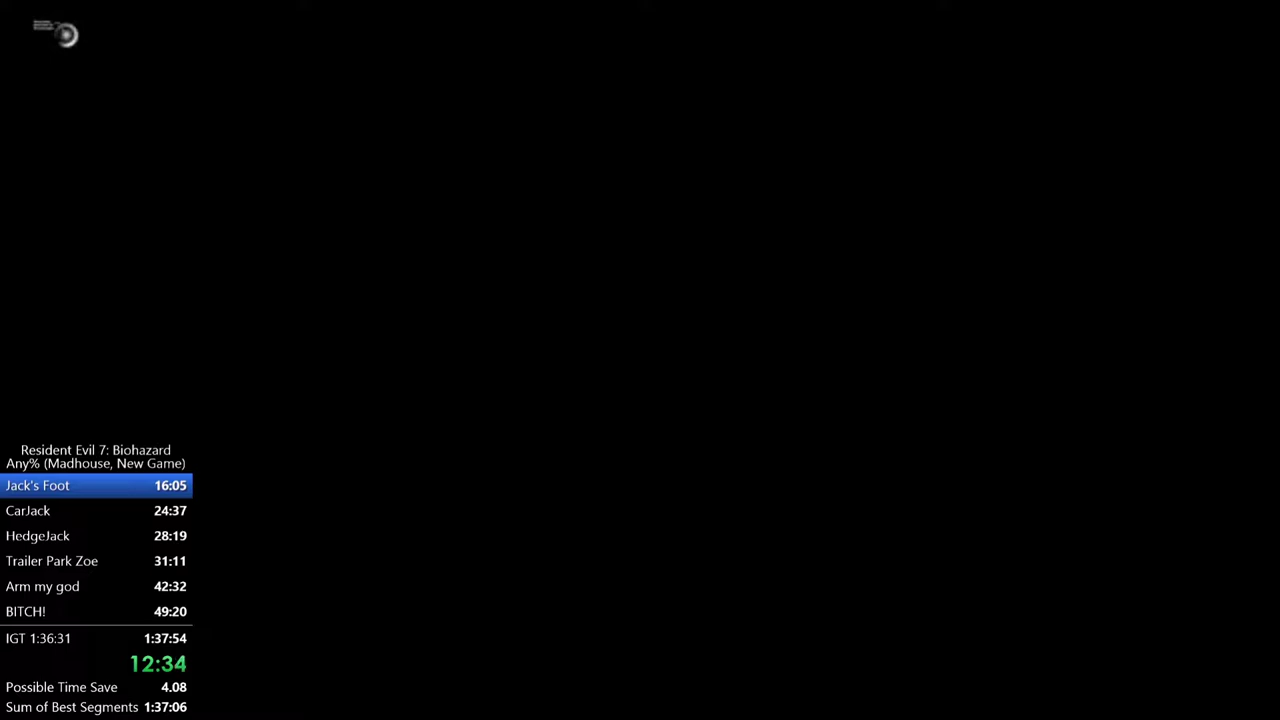 Resident Evil 7: Biohazard
Any% (Madhouse, New Game)
Jack's Foot 16:05
CarJack 24:37
HedgeJack 28:19
Trailer Park Zoe 31:11
Arm my god 42:32
BITCH! 49:20
IGT 1:36:31 1:37:54
12:34
Possible Time Save 4.08
Sum of Best Segments 1:37:06